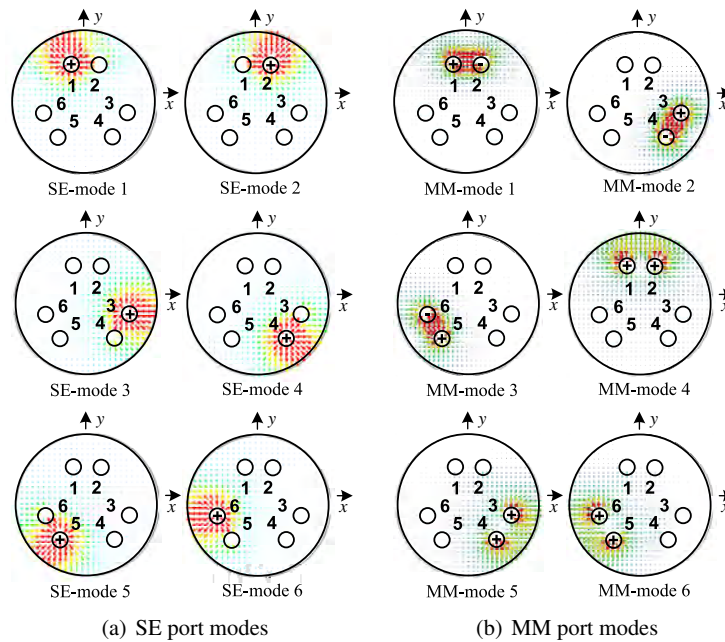 y y y y
+ + + - x
1 2 1 2 1 2 1 2
6 3 6 3 6 3 6 3 +
5 4 5 4 5 4 5 4 -
x x x
SE-mode 1 SE-mode 2 MM-mode 1 MM-mode 2
y y y y
+ +
1 2 1 2 1 2 1 2
6 3 + 6 3 - 6 3 6 3
5 4 5 4 + + 5 4 5 4
x x x x
SE-mode 3 SE-mode 4 MM-mode 3 MM-mode 4
y y y y
1 2 1 2 1 2 1 2
6 3 + 6 3 6 3 + + 6 3
+ 5 4 5 4 5 4 + + 5 4
x x x x
SE-mode 5 SE-mode 6 MM-mode 5 MM-mode 6
(a) SE port modes (b) MM port modes